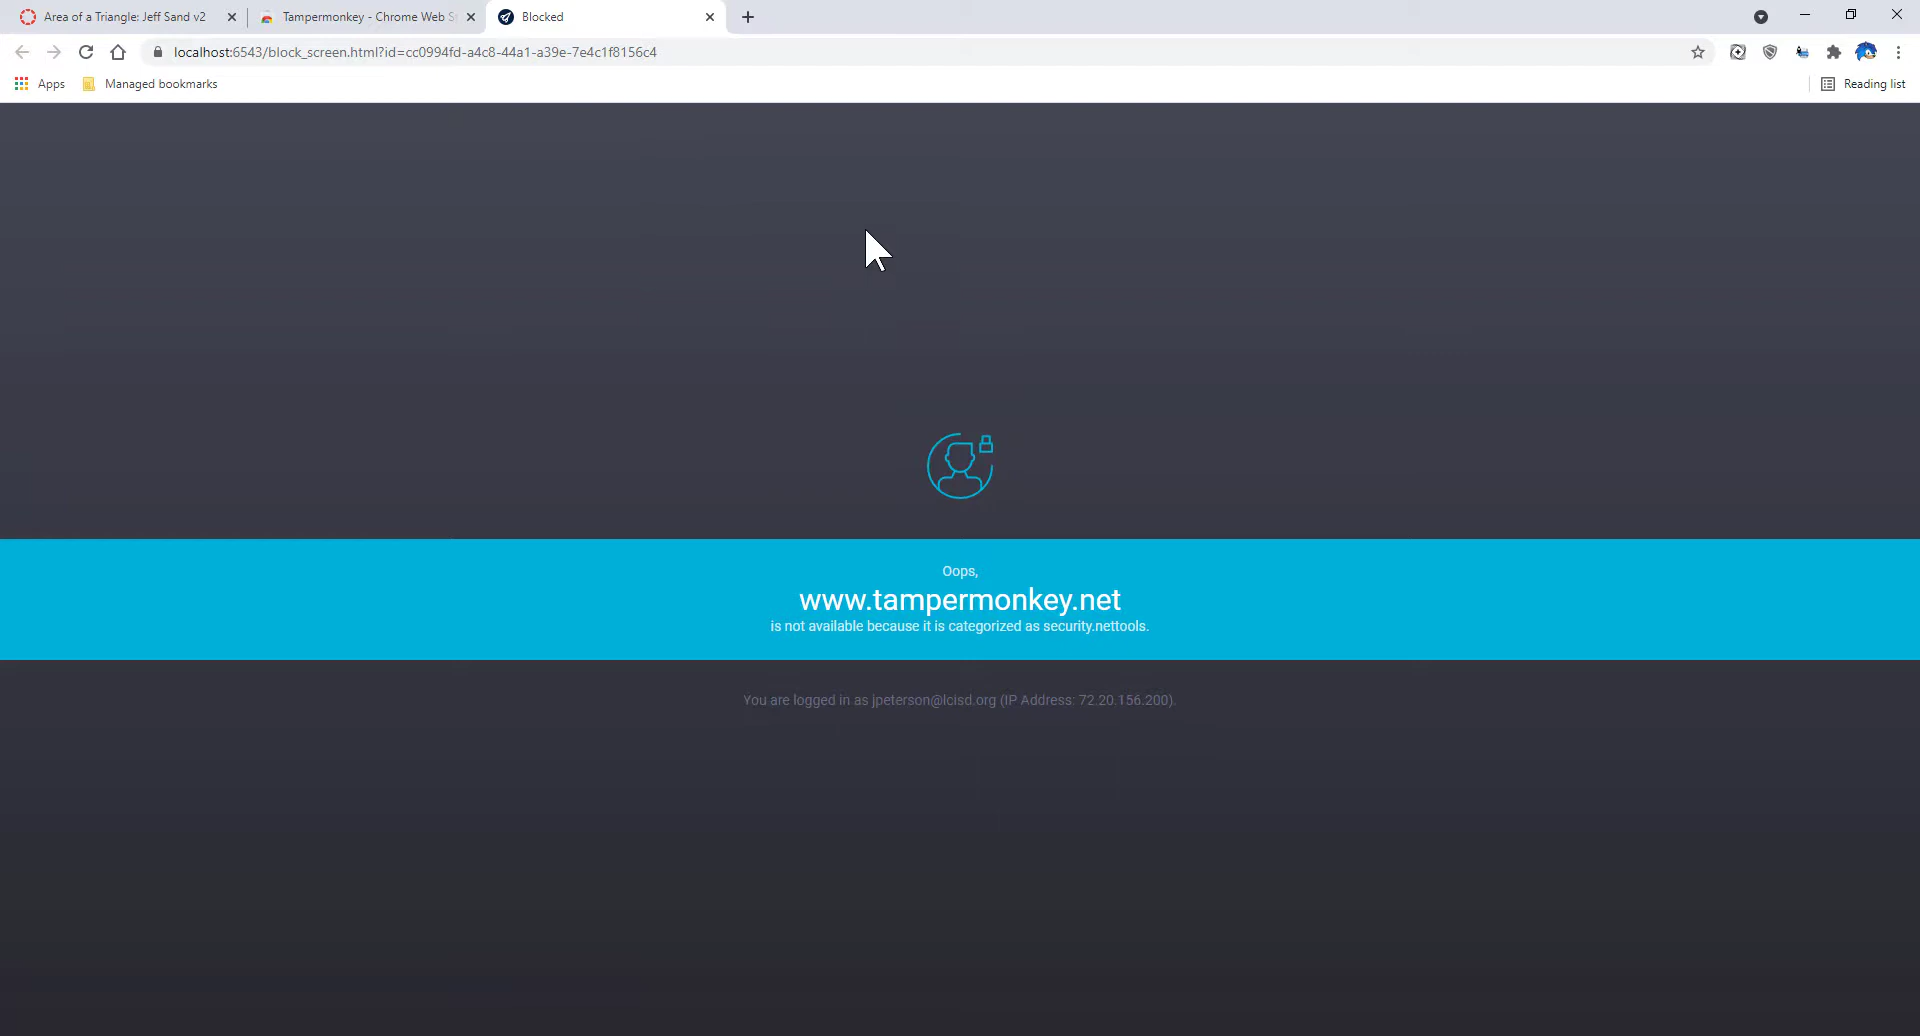 Area of a Triangle: Jeff Sand v2
Tampermonkey - Chrome Web S
Blocked
localhost:6543/block_screen.html?id=cc0994fd-a4c8-44a1-a39e-7e4c1f8156c4
Apps
Managed bookmarks
Reading list
Oops,
www.tampermonkey.net
is not available because it is categorized as security.nettools.
You are logged in as jpeterson@lcisd.org (IP Address: 72.20.156.200).